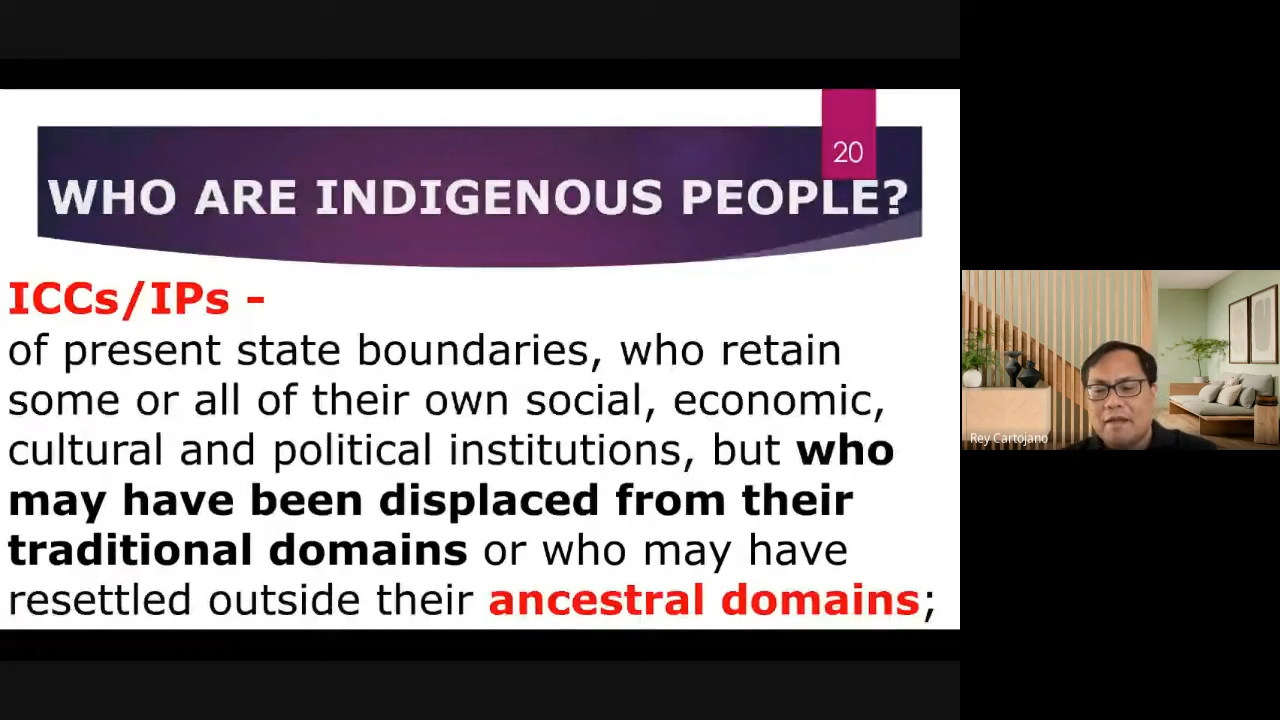 20
WHO ARE INDIGENOUS PEOPLE?
ICCs/IPs -
of present state boundaries, who retain
some or all of their own social, economic,
cultural and political institutions, but who
may have been displaced from their
traditional domains or who may have
resettled outside their ancestral domains;
Rey Cartojano